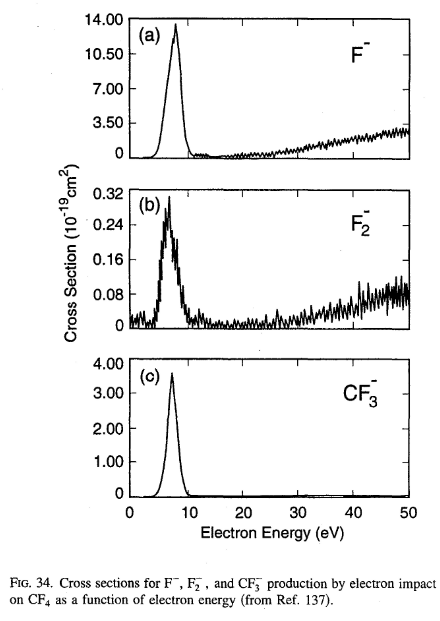 14.00
(a)
F⁻
10.50
7.00
3.50
0
0.32
(b)
F₂⁻
0.24
0.16
0.08
0
Cross Section (10⁻¹⁹cm²)
4.00
(c)
CF₃⁻
3.00
2.00
1.00
0
0 10 20 30 40 50
Electron Energy (eV)
FIG. 34. Cross sections for F⁻, F₂⁻, and CF₃⁻ production by electron impact
on CF₄ as a function of electron energy (from Ref. 137).